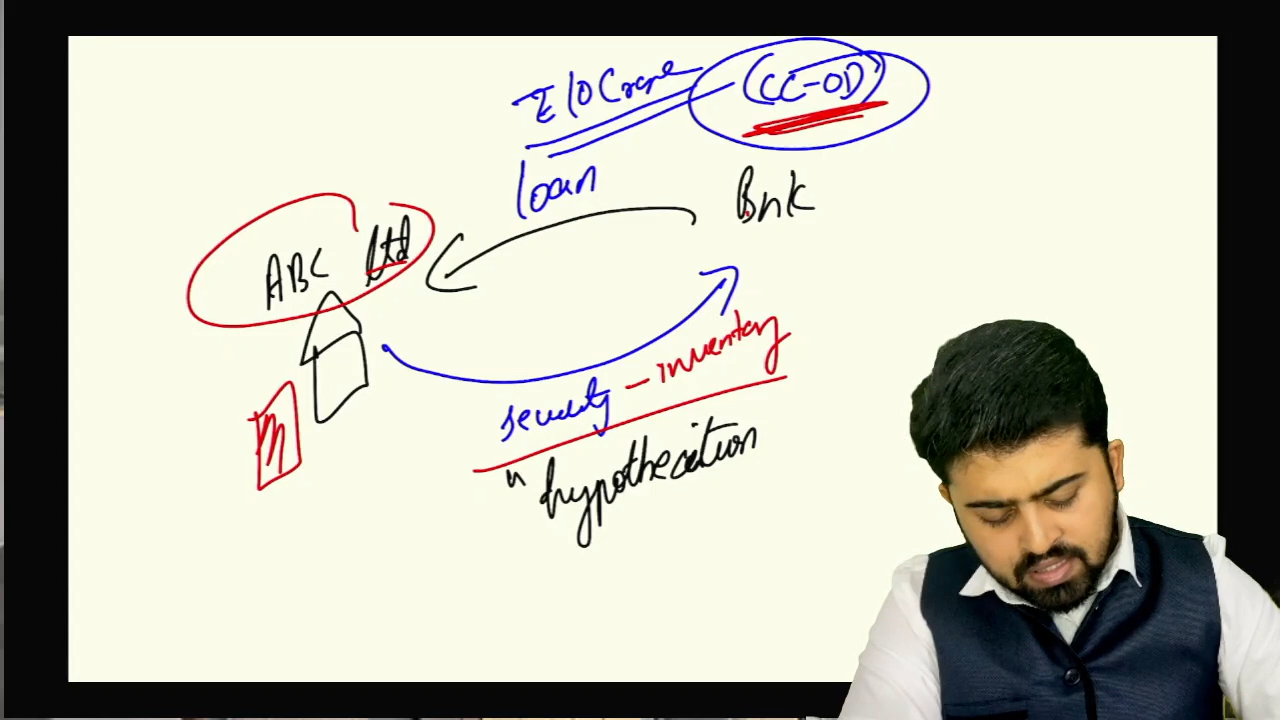 ₹10 Crore (CC-OD)
loan
Bnk
ABC Ltd
security - inventory
"hypothecation